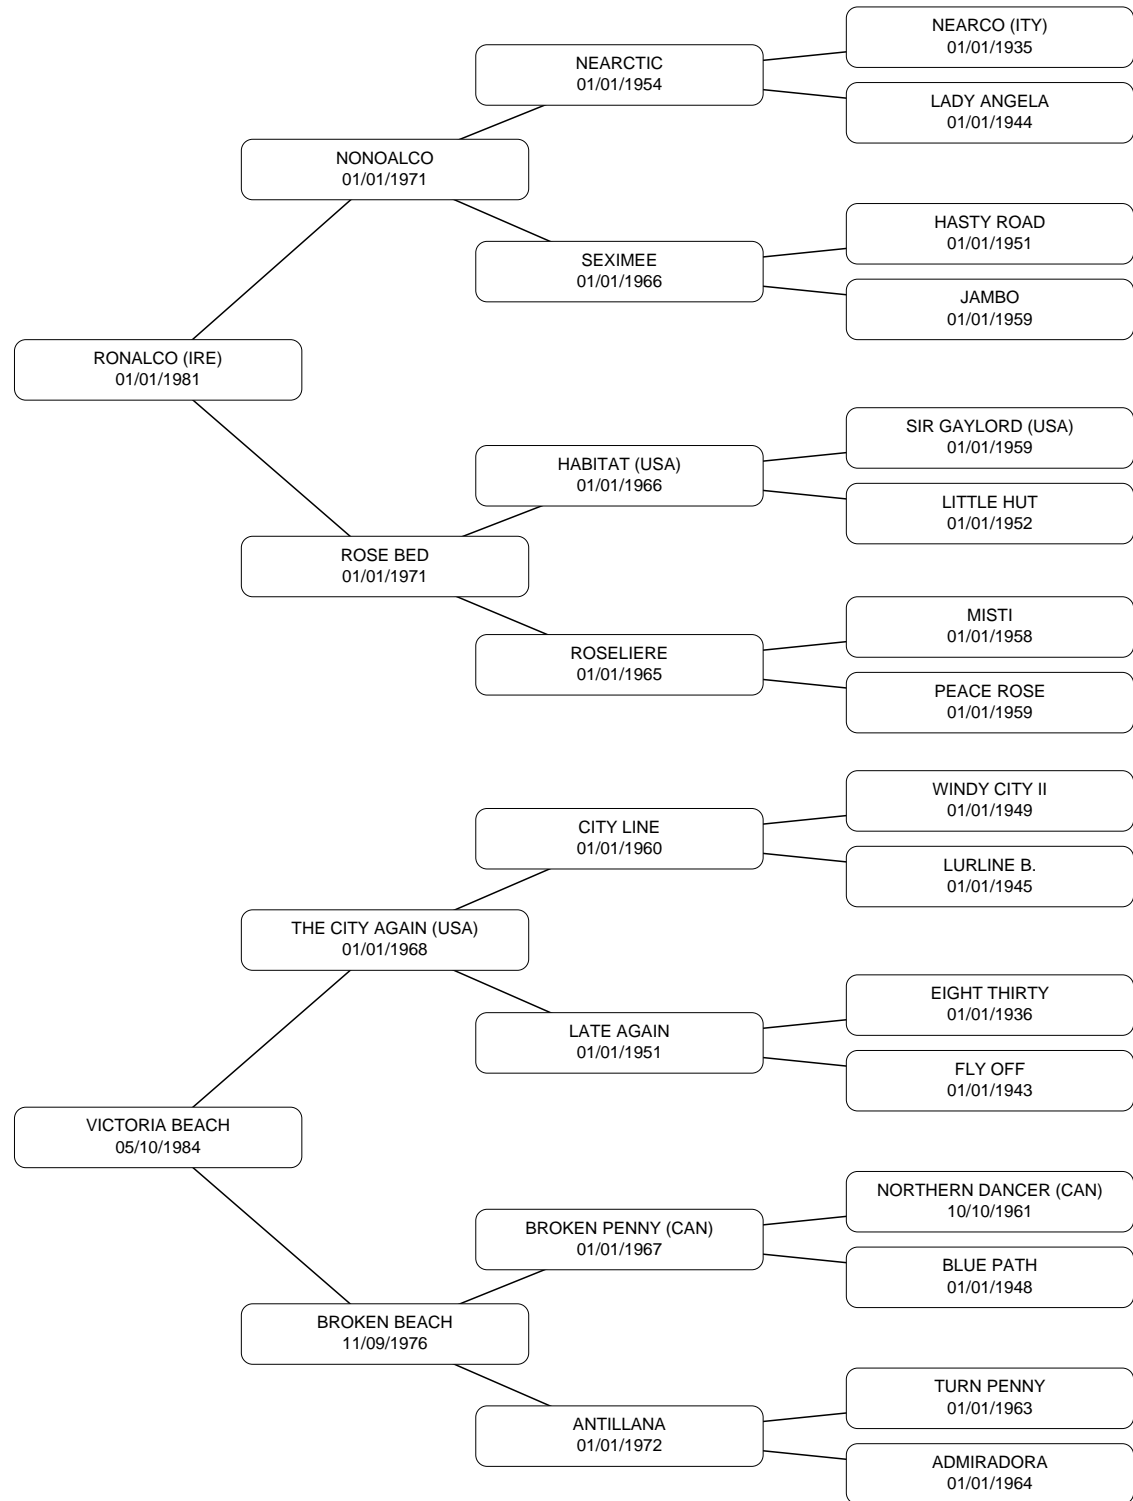 NEARCO (ITY)
01/01/1935
NEARCTIC
01/01/1954
LADY ANGELA
01/01/1944
NONOALCO
01/01/1971
HASTY ROAD
01/01/1951
SEXIMEE
01/01/1966
JAMBO
01/01/1959
RONALCO (IRE)
01/01/1981
SIR GAYLORD (USA)
01/01/1959
HABITAT (USA)
01/01/1966
LITTLE HUT
01/01/1952
ROSE BED
01/01/1971
MISTI
01/01/1958
ROSELIERE
01/01/1965
PEACE ROSE
01/01/1959
WINDY CITY II
01/01/1949
CITY LINE
01/01/1960
LURLINE B.
01/01/1945
THE CITY AGAIN (USA)
01/01/1968
EIGHT THIRTY
01/01/1936
LATE AGAIN
01/01/1951
FLY OFF
01/01/1943
VICTORIA BEACH
05/10/1984
NORTHERN DANCER (CAN)
10/10/1961
BROKEN PENNY (CAN)
01/01/1967
BLUE PATH
01/01/1948
BROKEN BEACH
11/09/1976
TURN PENNY
01/01/1963
ANTILLANA
01/01/1972
ADMIRADORA
01/01/1964